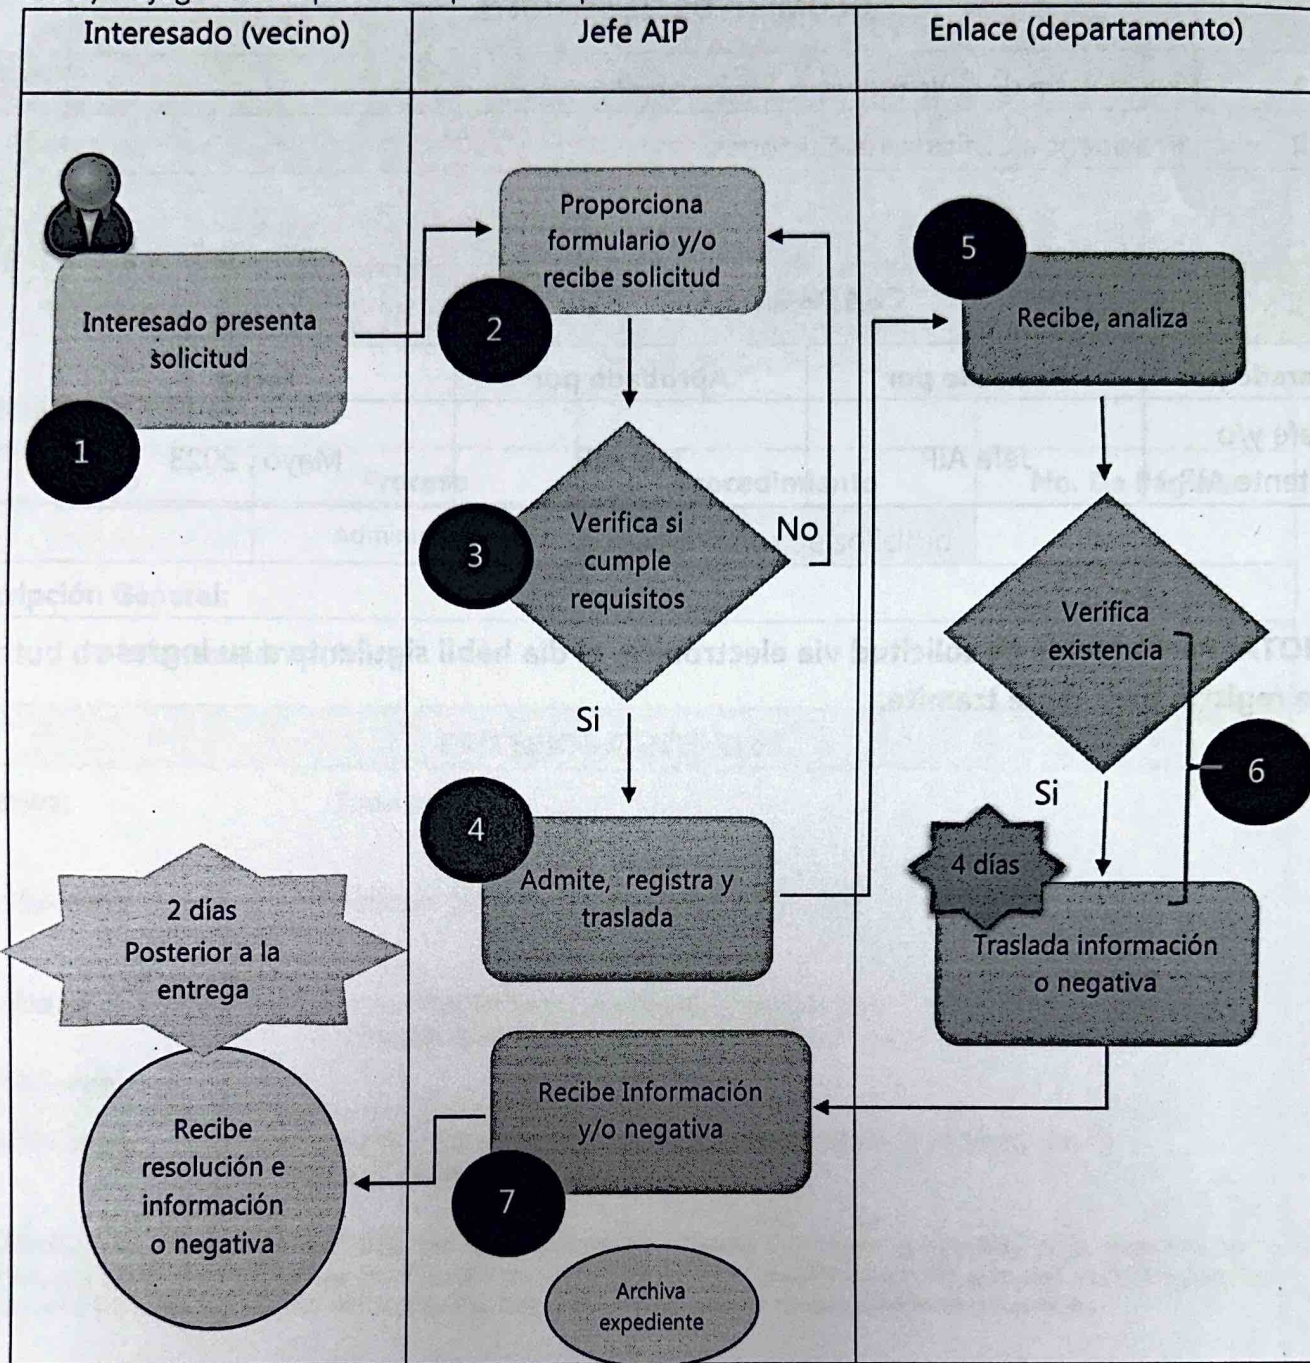 Interesado (vecino)
Jefe AIP
Enlace (departamento)
Interesado presenta
solicitud
1
Proporciona
formulario y/o
recibe solicitud
2
Verifica si
cumple
requisitos
3
No
Si
4
Admite, registra y
traslada
5
Recibe, analiza
Verifica
existencia
6
Si
4 días
Traslada información
o negativa
Recibe Información
y/o negativa
7
2 días
Posterior a la
entrega
Recibe
resolución e
información
o negativa
Archiva
expediente